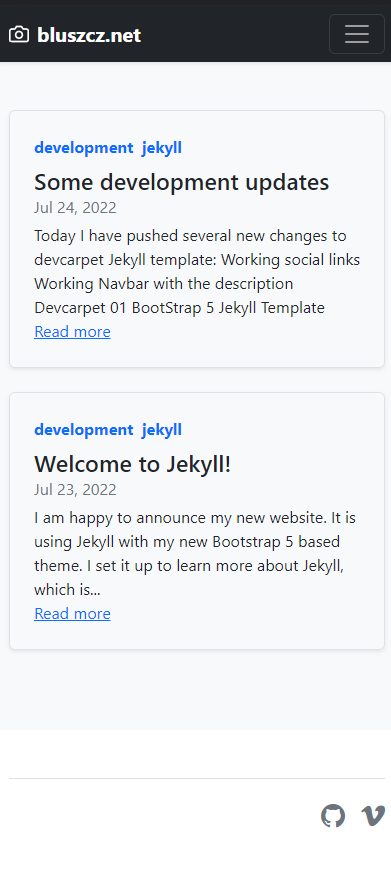 bluszcz.net
development jekyll
Some development updates
Jul 24, 2022
Today I have pushed several new changes to
devcarpet Jekyll template: Working social links
Working Navbar with the description
Devcarpet 01 BootStrap 5 Jekyll Template
Read more
development jekyll
Welcome to Jekyll!
Jul 23, 2022
I am happy to announce my new website. It is
using Jekyll with my new Bootstrap 5 based
theme. I set it up to learn more about Jekyll,
which is...
Read more